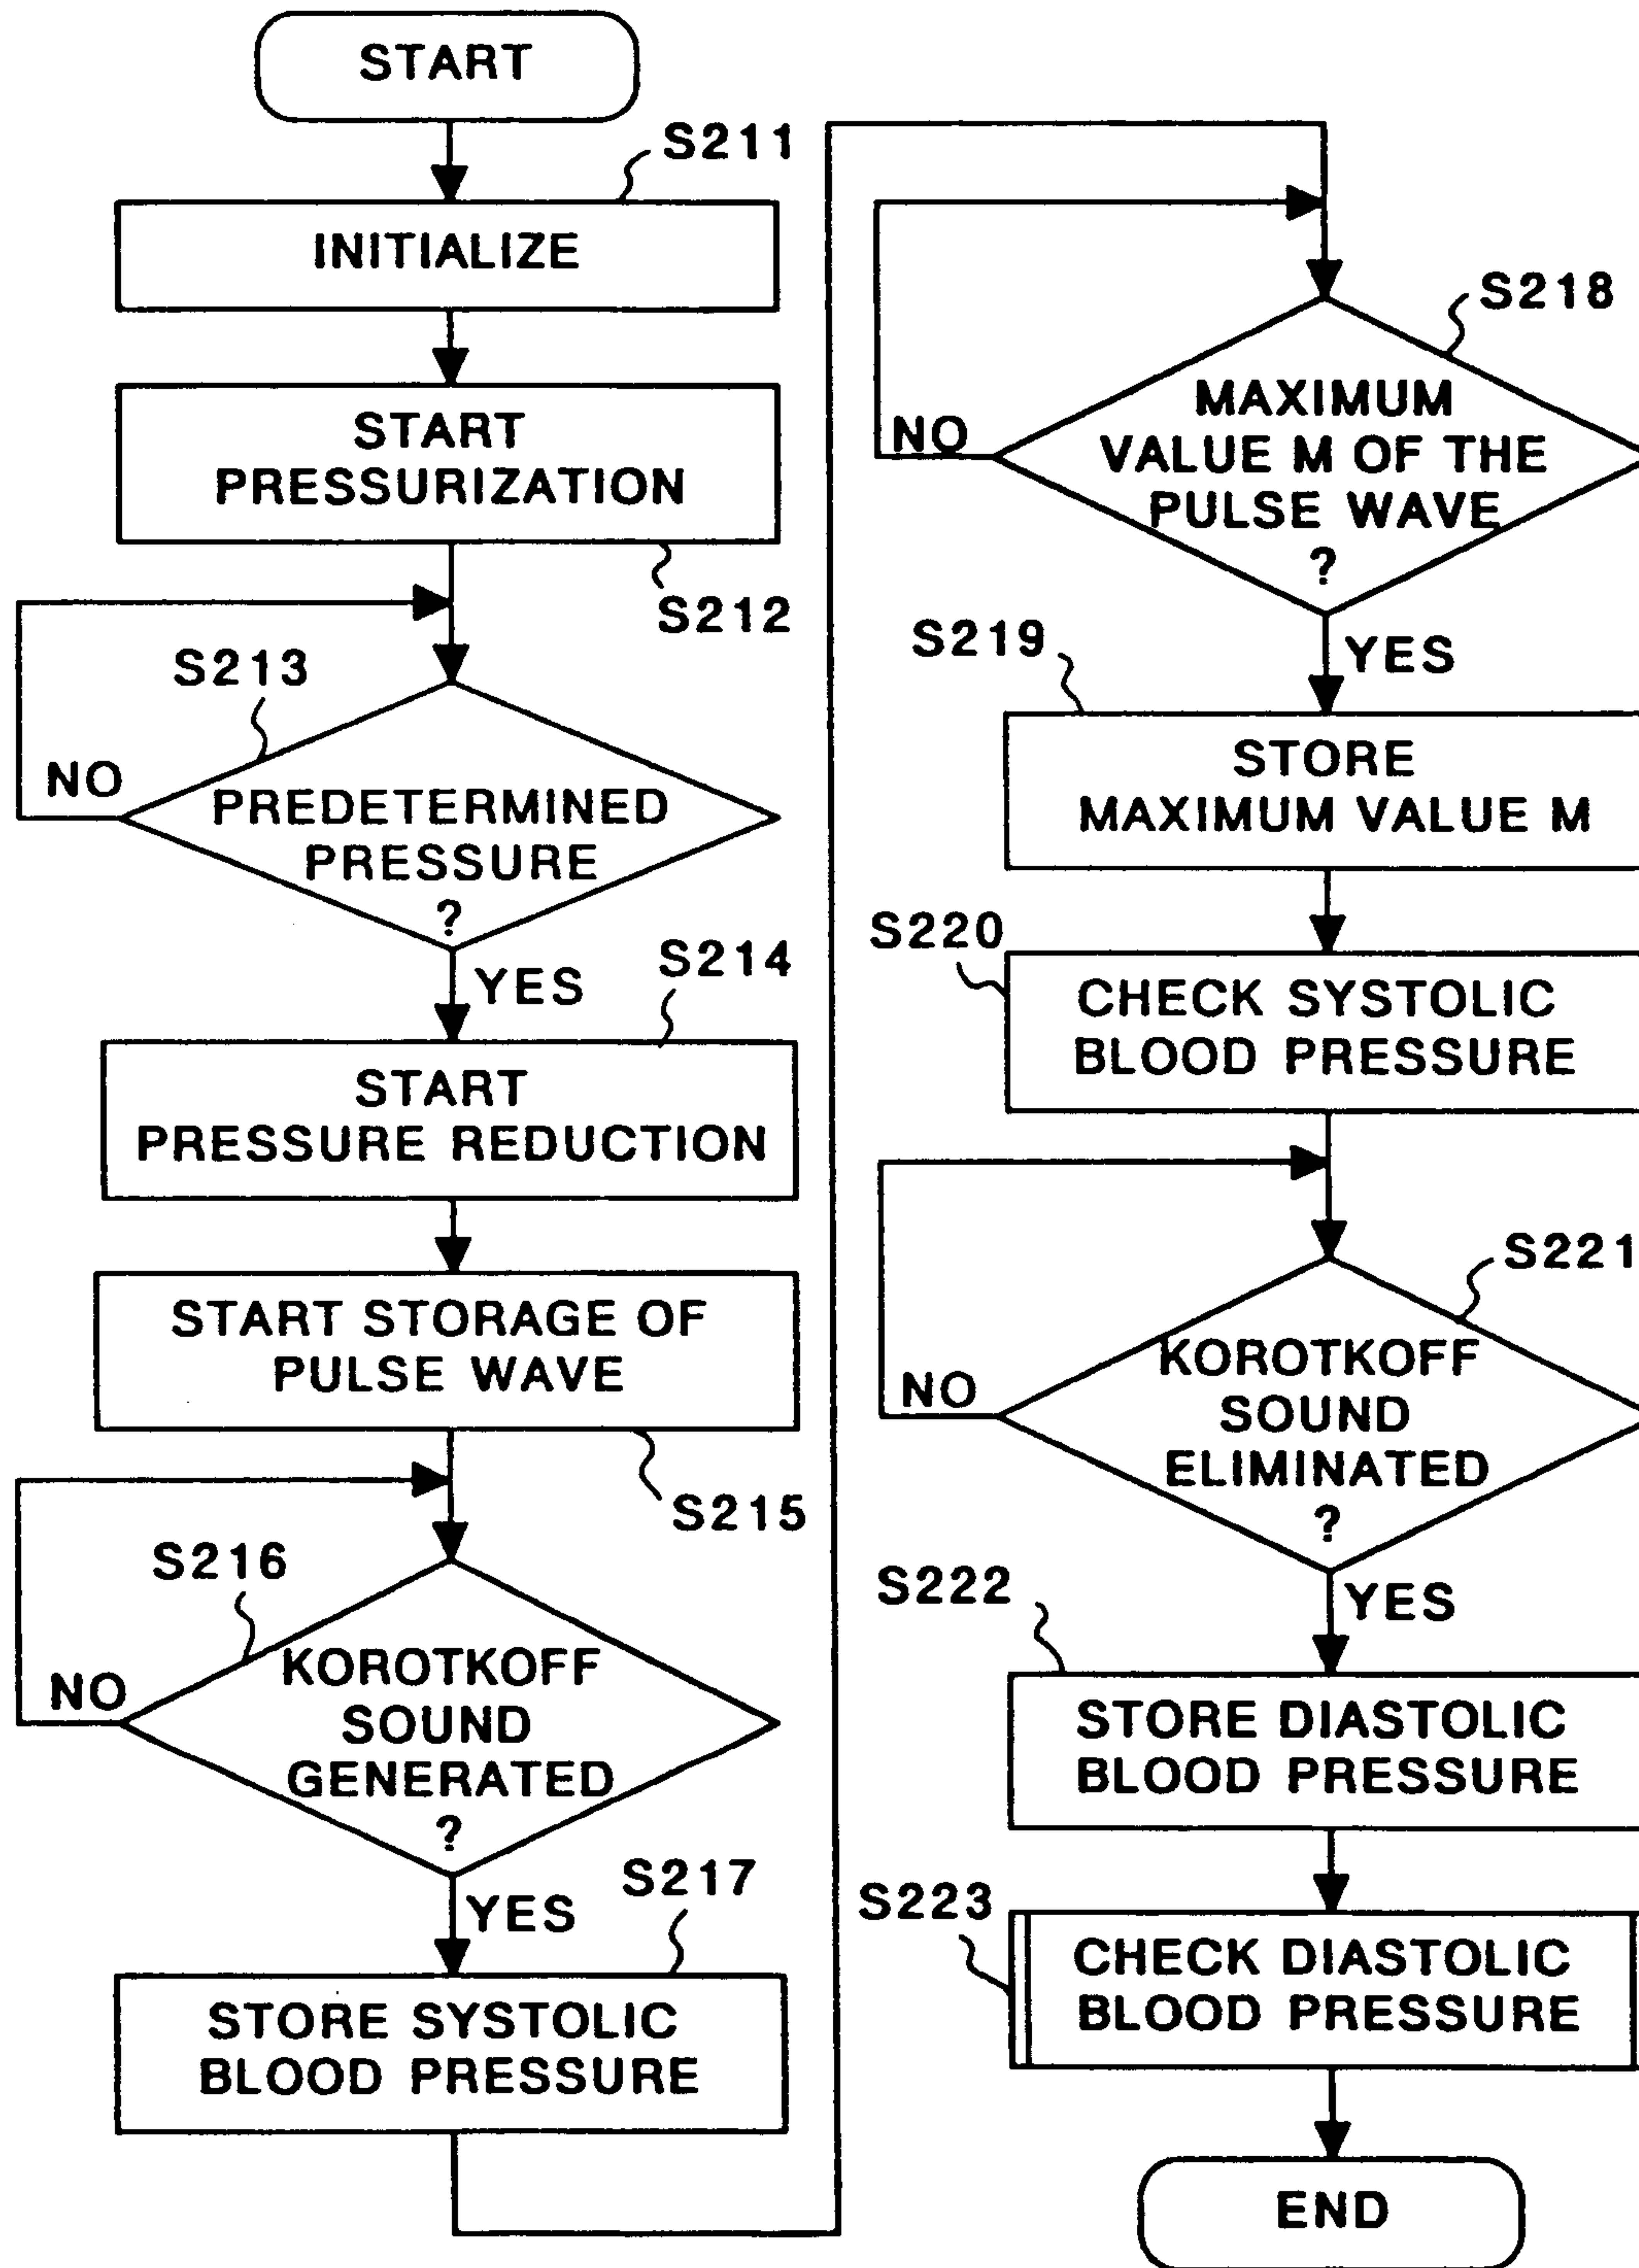 START
S211
INITIALIZE
START
PRESSURIZATION
S212
S213
NO
PREDETERMINED
PRESSURE
?
YES
S214
START
PRESSURE REDUCTION
START STORAGE OF
PULSE WAVE
S215
S216
NO
KOROTKOFF
SOUND
GENERATED
?
YES
S217
STORE SYSTOLIC
BLOOD PRESSURE
S218
NO
MAXIMUM
VALUE M OF THE
PULSE WAVE
?
YES
S219
STORE
MAXIMUM VALUE M
S220
CHECK SYSTOLIC
BLOOD PRESSURE
S221
NO
KOROTKOFF
SOUND
ELIMINATED
?
YES
S222
STORE DIASTOLIC
BLOOD PRESSURE
S223
CHECK DIASTOLIC
BLOOD PRESSURE
END